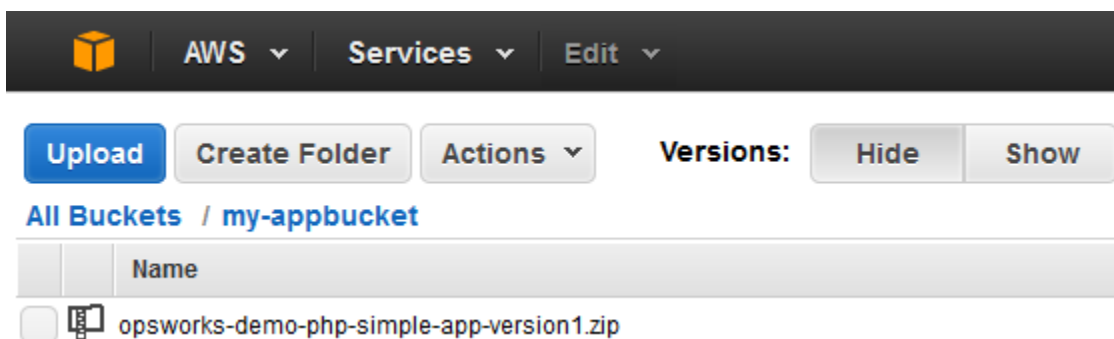 AWS Services Edit
Upload Create Folder Actions Versions: Hide Show
All Buckets / my-appbucket
Name
opsworks-demo-php-simple-app-version1.zip